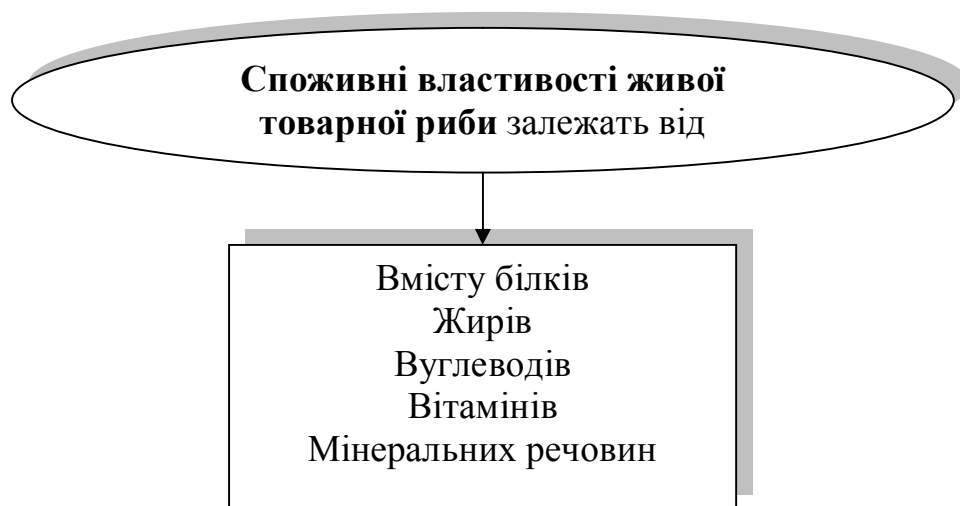 Споживні властивості живої
товарної риби залежать від
Вмісту білків
Жирів
Вуглеводів
Вітамінів
Мінеральних речовин